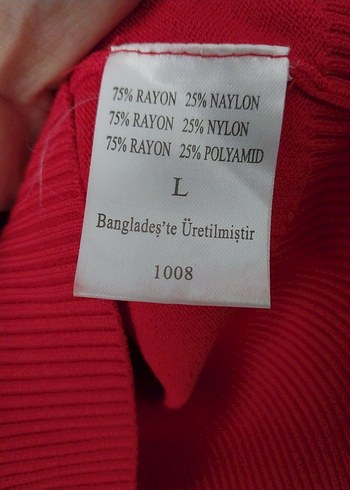 75% RAYON 25% NAYLON
75% RAYON 25% NYLON
75% RAYON 25% POLYAMID
L
Bangladeş'te Üretilmiştir
1008